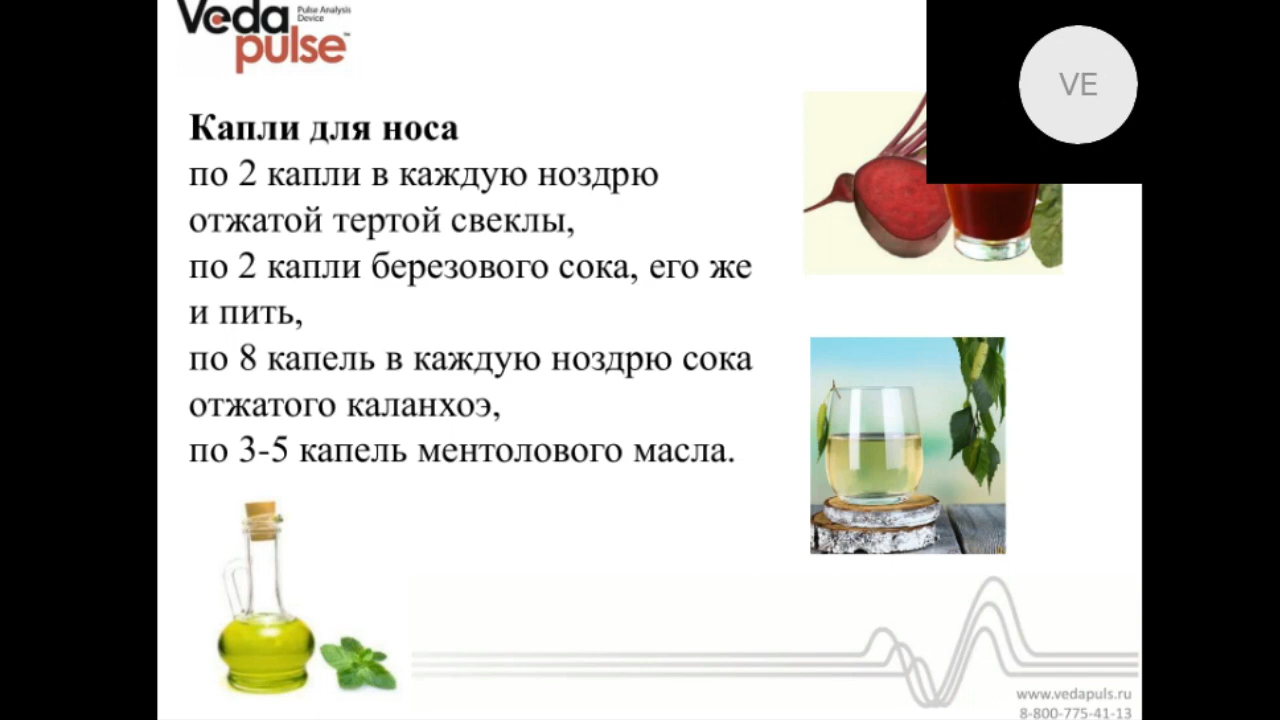 Veda Pulse Analysis
Device
pulse™
VE
Капли для носа
по 2 капли в каждую ноздрю
отжатой тертой свеклы,
по 2 капли березового сока, его же
и пить,
по 8 капель в каждую ноздрю сока
отжатого каланхоэ,
по 3-5 капель ментолового масла.
www.vedapuls.ru
8-800-775-41-13